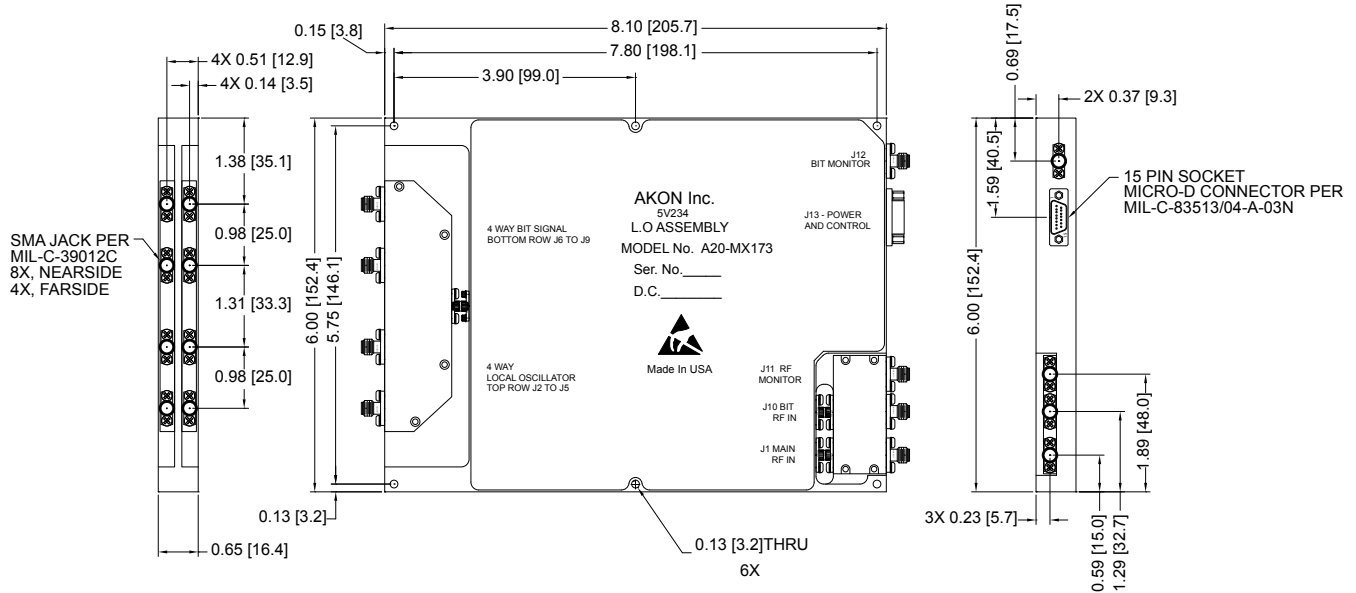 8.10 [205.7]
0.15 [3.8]
7.80 [198.1]
3.90 [99.0]
4X 0.51 [12.9]
4X 0.14 [3.5]
1.38 [35.1]
0.98 [25.0]
1.31 [33.3]
0.98 [25.0]
SMA JACK PER
MIL-C-39012C
8X, NEARSIDE
4X, FARSIDE
0.65 [16.4]
6.00 [152.4]
5.75 [146.1]
0.13 [3.2]
4 WAY BIT SIGNAL
BOTTOM ROW J6 TO J9
4 WAY
LOCAL OSCILLATOR
TOP ROW J2 TO J5
AKON Inc.
5V234
L.O ASSEMBLY
MODEL No. A20-MX173
Ser. No._____
D.C.________
Made In USA
J12
BIT MONITOR
J13 - POWER
AND CONTROL
J11 RF
MONITOR
J10 BIT
RF IN
J1 MAIN
RF IN
0.13 [3.2]THRU
6X
0.69 [17.5]
2X 0.37 [9.3]
1.59 [40.5]
6.00 [152.4]
15 PIN SOCKET
MICRO-D CONNECTOR PER
MIL-C-83513/04-A-03N
3X 0.23 [5.7]
0.59 [15.0]
1.29 [32.7]
1.89 [48.0]